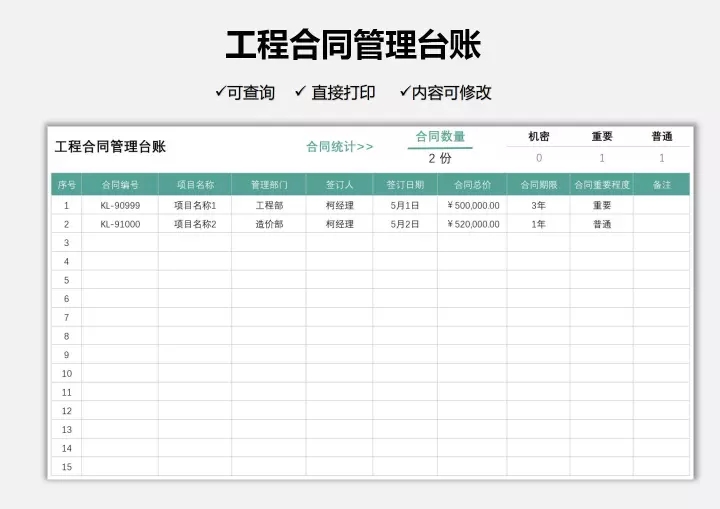 工程合同管理台账
✓可查询 ✓ 直接打印 ✓内容可修改
工程合同管理台账 合同统计>> 合同数量 机密 重要 普通
2 份 0 1 1
序号 合同编号 项目名称 管理部门 签订人 签订日期 合同总价 合同期限 合同重要程度 备注
1 KL-90999 项目名称1 工程部 柯经理 5月1日 ¥500,000.00 3年 重要
2 KL-91000 项目名称2 造价部 柯经理 5月2日 ¥520,000.00 1年 普通
3
4
5
6
7
8
9
10
11
12
13
14
15